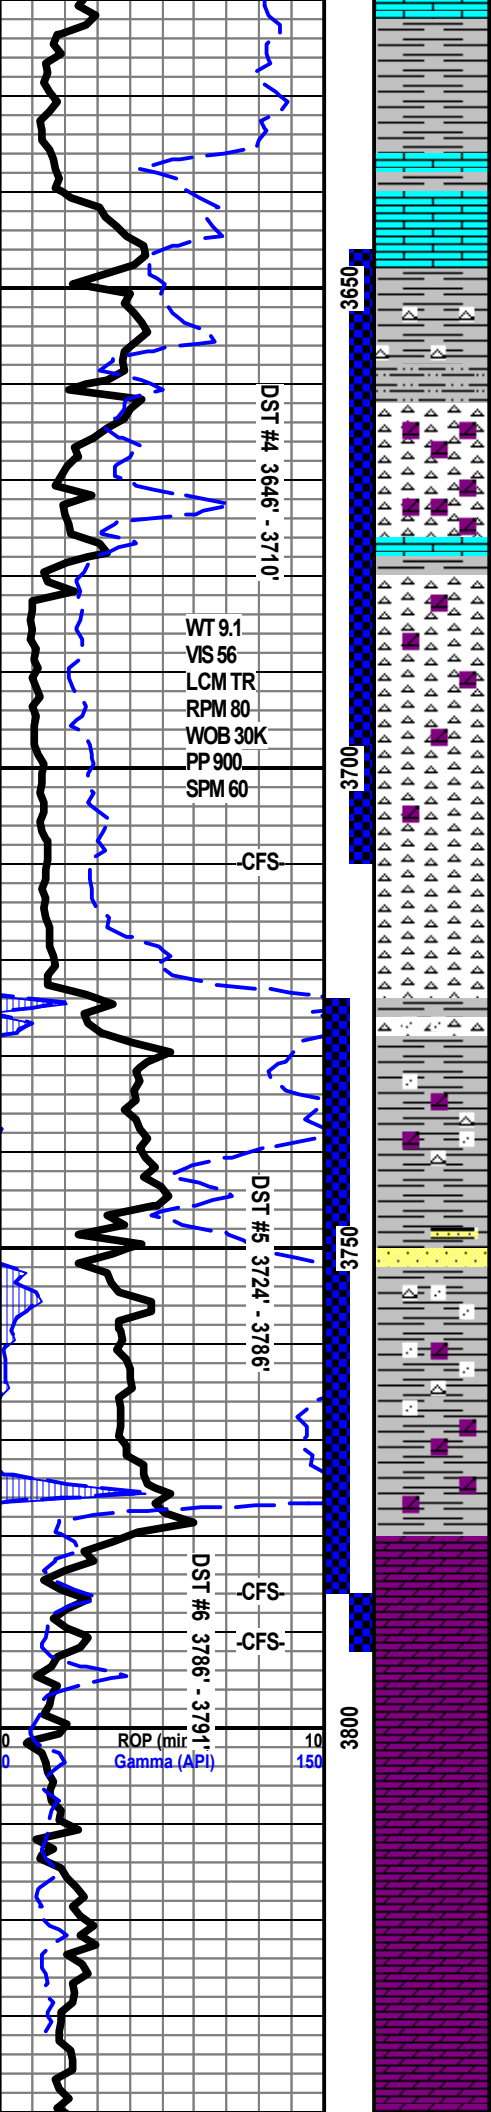 3650
DST #4 3646' - 3710'
WT 9.1
VIS 56
LCM TR
RPM 80
WOB 30K
PP 900
SPM 60
3700
-CFS-
DST #5 3724' - 3786'
3750
DST #6 3786' - 3791'
-CFS-
-CFS-
3800
0 ROP (min 10
0 Gamma (API) 150